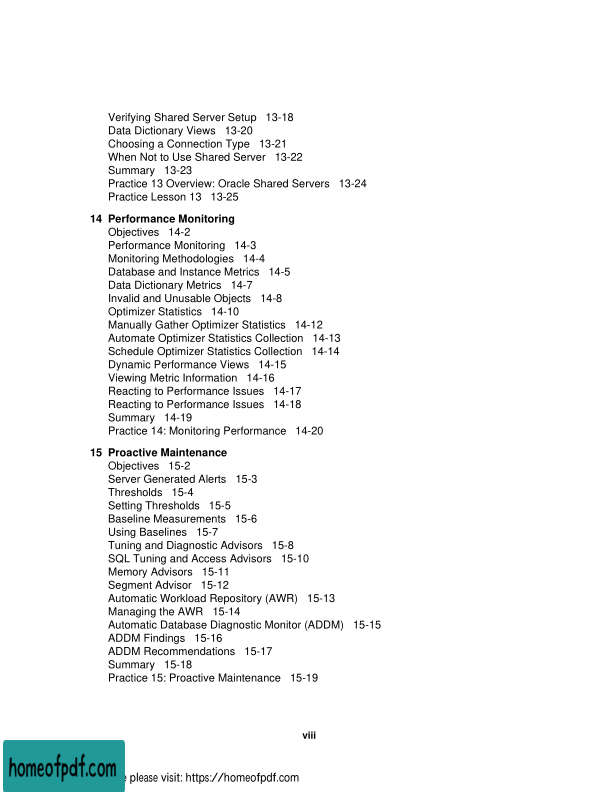 Verifying Shared Server Setup 13-18
Data Dictionary Views 13-20
Choosing a Connection Type 13-21
When Not to Use Shared Server 13-22
Summary 13-23
Practice 13 Overview: Oracle Shared Servers 13-24
Practice Lesson 13 13-25
14 Performance Monitoring
Objectives 14-2
Performance Monitoring 14-3
Monitoring Methodologies 14-4
Database and Instance Metrics 14-5
Data Dictionary Metrics 14-7
Invalid and Unusable Objects 14-8
Optimizer Statistics 14-10
Manually Gather Optimizer Statistics 14-12
Automate Optimizer Statistics Collection 14-13
Schedule Optimizer Statistics Collection 14-14
Dynamic Performance Views 14-15
Viewing Metric Information 14-16
Reacting to Performance Issues 14-17
Reacting to Performance Issues 14-18
Summary 14-19
Practice 14: Monitoring Performance 14-20
15 Proactive Maintenance
Objectives 15-2
Server Generated Alerts 15-3
Thresholds 15-4
Setting Thresholds 15-5
Baseline Measurements 15-6
Using Baselines 15-7
Tuning and Diagnostic Advisors 15-8
SQL Tuning and Access Advisors 15-10
Memory Advisors 15-11
Segment Advisor 15-12
Automatic Workload Repository (AWR) 15-13
Managing the AWR 15-14
Automatic Database Diagnostic Monitor (ADDM) 15-15
ADDM Findings 15-16
ADDM Recommendations 15-17
Summary 15-18
Practice 15: Proactive Maintenance 15-19
viii
homeofpdf.com
please visit: https://homeofpdf.com